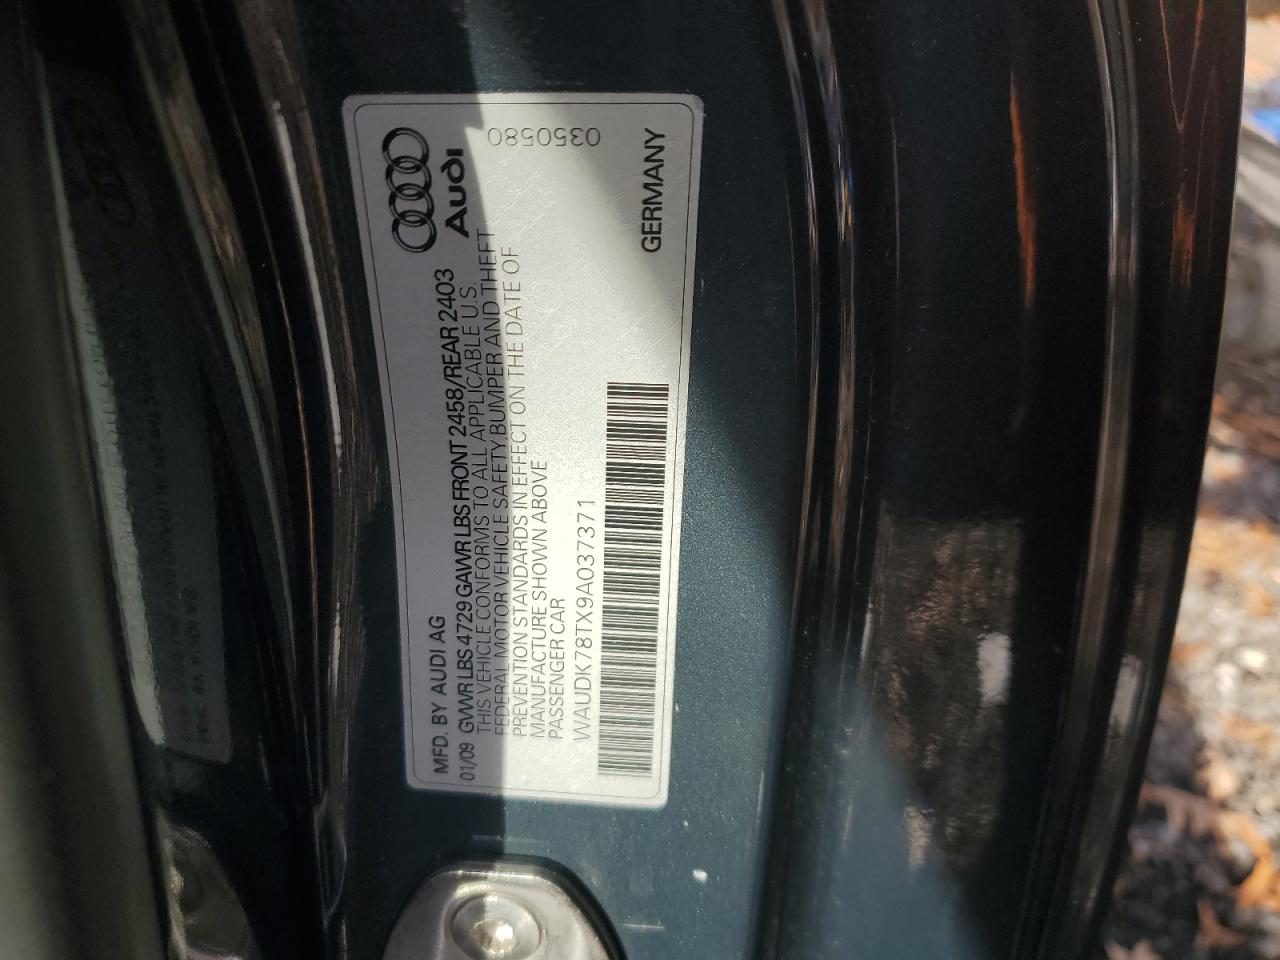 Audi
0350580
MFD. BY AUDI AG
01/09 GVWR LBS 4729 GAWR LBS FRONT 2458/REAR 2403
THIS VEHICLE CONFORMS TO ALL APPLICABLE U.S.
FEDERAL MOTOR VEHICLE SAFETY, BUMPER AND THEFT
PREVENTION STANDARDS IN EFFECT ON THE DATE OF
MANUFACTURE SHOWN ABOVE
PASSENGER CAR
WAUDK78TX9A037371
GERMANY